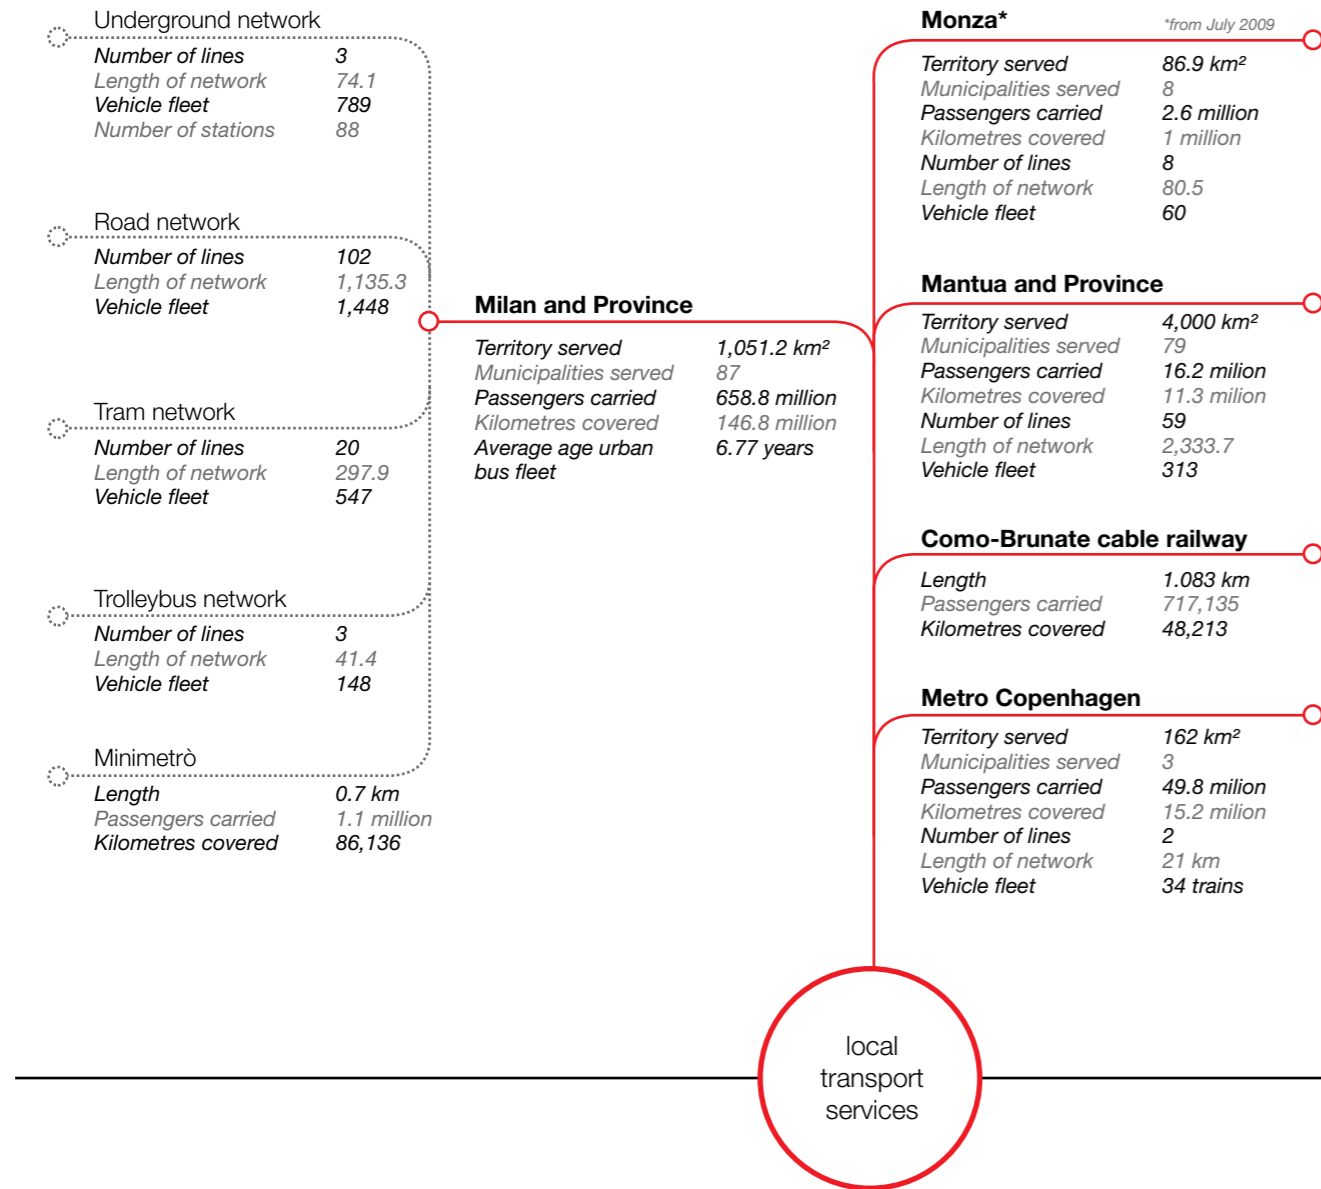 Underground network
Number of lines 3
Length of network 74.1
Vehicle fleet 789
Number of stations 88
Road network
Number of lines 102
Length of network 1,135.3
Vehicle fleet 1,448
Tram network
Number of lines 20
Length of network 297.9
Vehicle fleet 547
Trolleybus network
Number of lines 3
Length of network 41.4
Vehicle fleet 148
Minimetrò
Length 0.7 km
Passengers carried 1.1 million
Kilometres covered 86,136
Milan and Province
Territory served 1,051.2 km²
Municipalities served 87
Passengers carried 658.8 million
Kilometres covered 146.8 million
Average age urban 6.77 years
bus fleet
Monza* *from July 2009
Territory served 86.9 km²
Municipalities served 8
Passengers carried 2.6 million
Kilometres covered 1 million
Number of lines 8
Length of network 80.5
Vehicle fleet 60
Mantua and Province
Territory served 4,000 km²
Municipalities served 79
Passengers carried 16.2 milion
Kilometres covered 11.3 milion
Number of lines 59
Length of network 2,333.7
Vehicle fleet 313
Como-Brunate cable railway
Length 1.083 km
Passengers carried 717,135
Kilometres covered 48,213
Metro Copenhagen
Territory served 162 km²
Municipalities served 3
Passengers carried 49.8 milion
Kilometres covered 15.2 milion
Number of lines 2
Length of network 21 km
Vehicle fleet 34 trains
local
transport
services